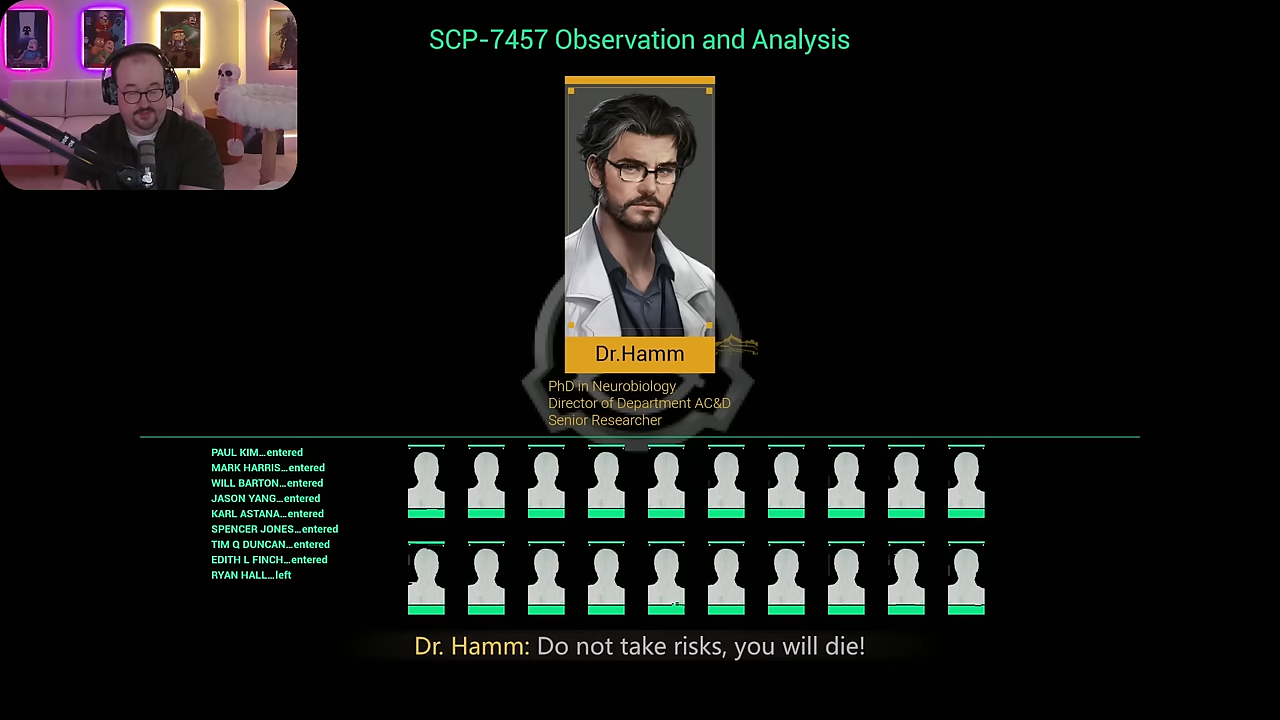 SCP-7457 Observation and Analysis
Dr.Hamm
PhD in Neurobiology
Director of Department AC&D
Senior Researcher
PAUL KIM...entered
MARK HARRIS...entered
WILL BARTON...entered
JASON YANG...entered
KARL ASTANA...entered
SPENCER JONES...entered
TIM Q DUNCAN...entered
EDITH L FINCH...entered
RYAN HALL...left
Dr. Hamm: Do not take risks, you will die!